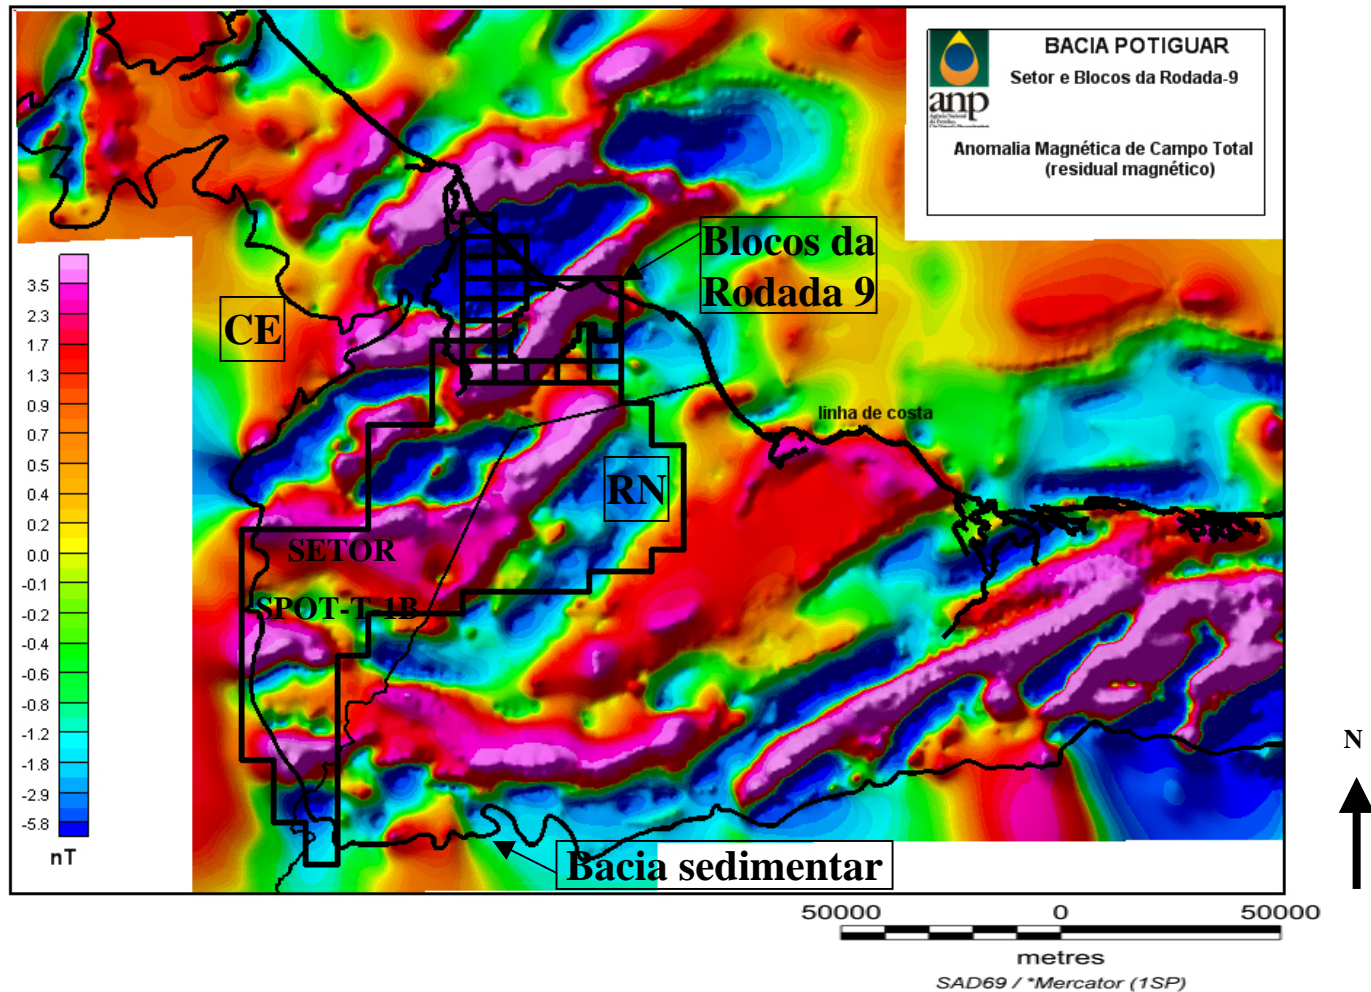 BACIA POTIGUAR
Setor e Blocos da Rodada-9
anp
Anomalia Magnética de Campo Total
(residual magnético)
Blocos da
Rodada 9
CE
3.5
2.3
1.7
1.3
0.9
0.7
0.5
0.4
0.2
0.0
-0.1
-0.2
-0.4
-0.6
-0.8
-1.2
-1.8
-2.9
-5.8
nT
linha de costa
RN
SETOR
SPOT-T-1B
N
Bacia sedimentar
50000 0 50000
metres
SAD69 / *Mercator (1SP)